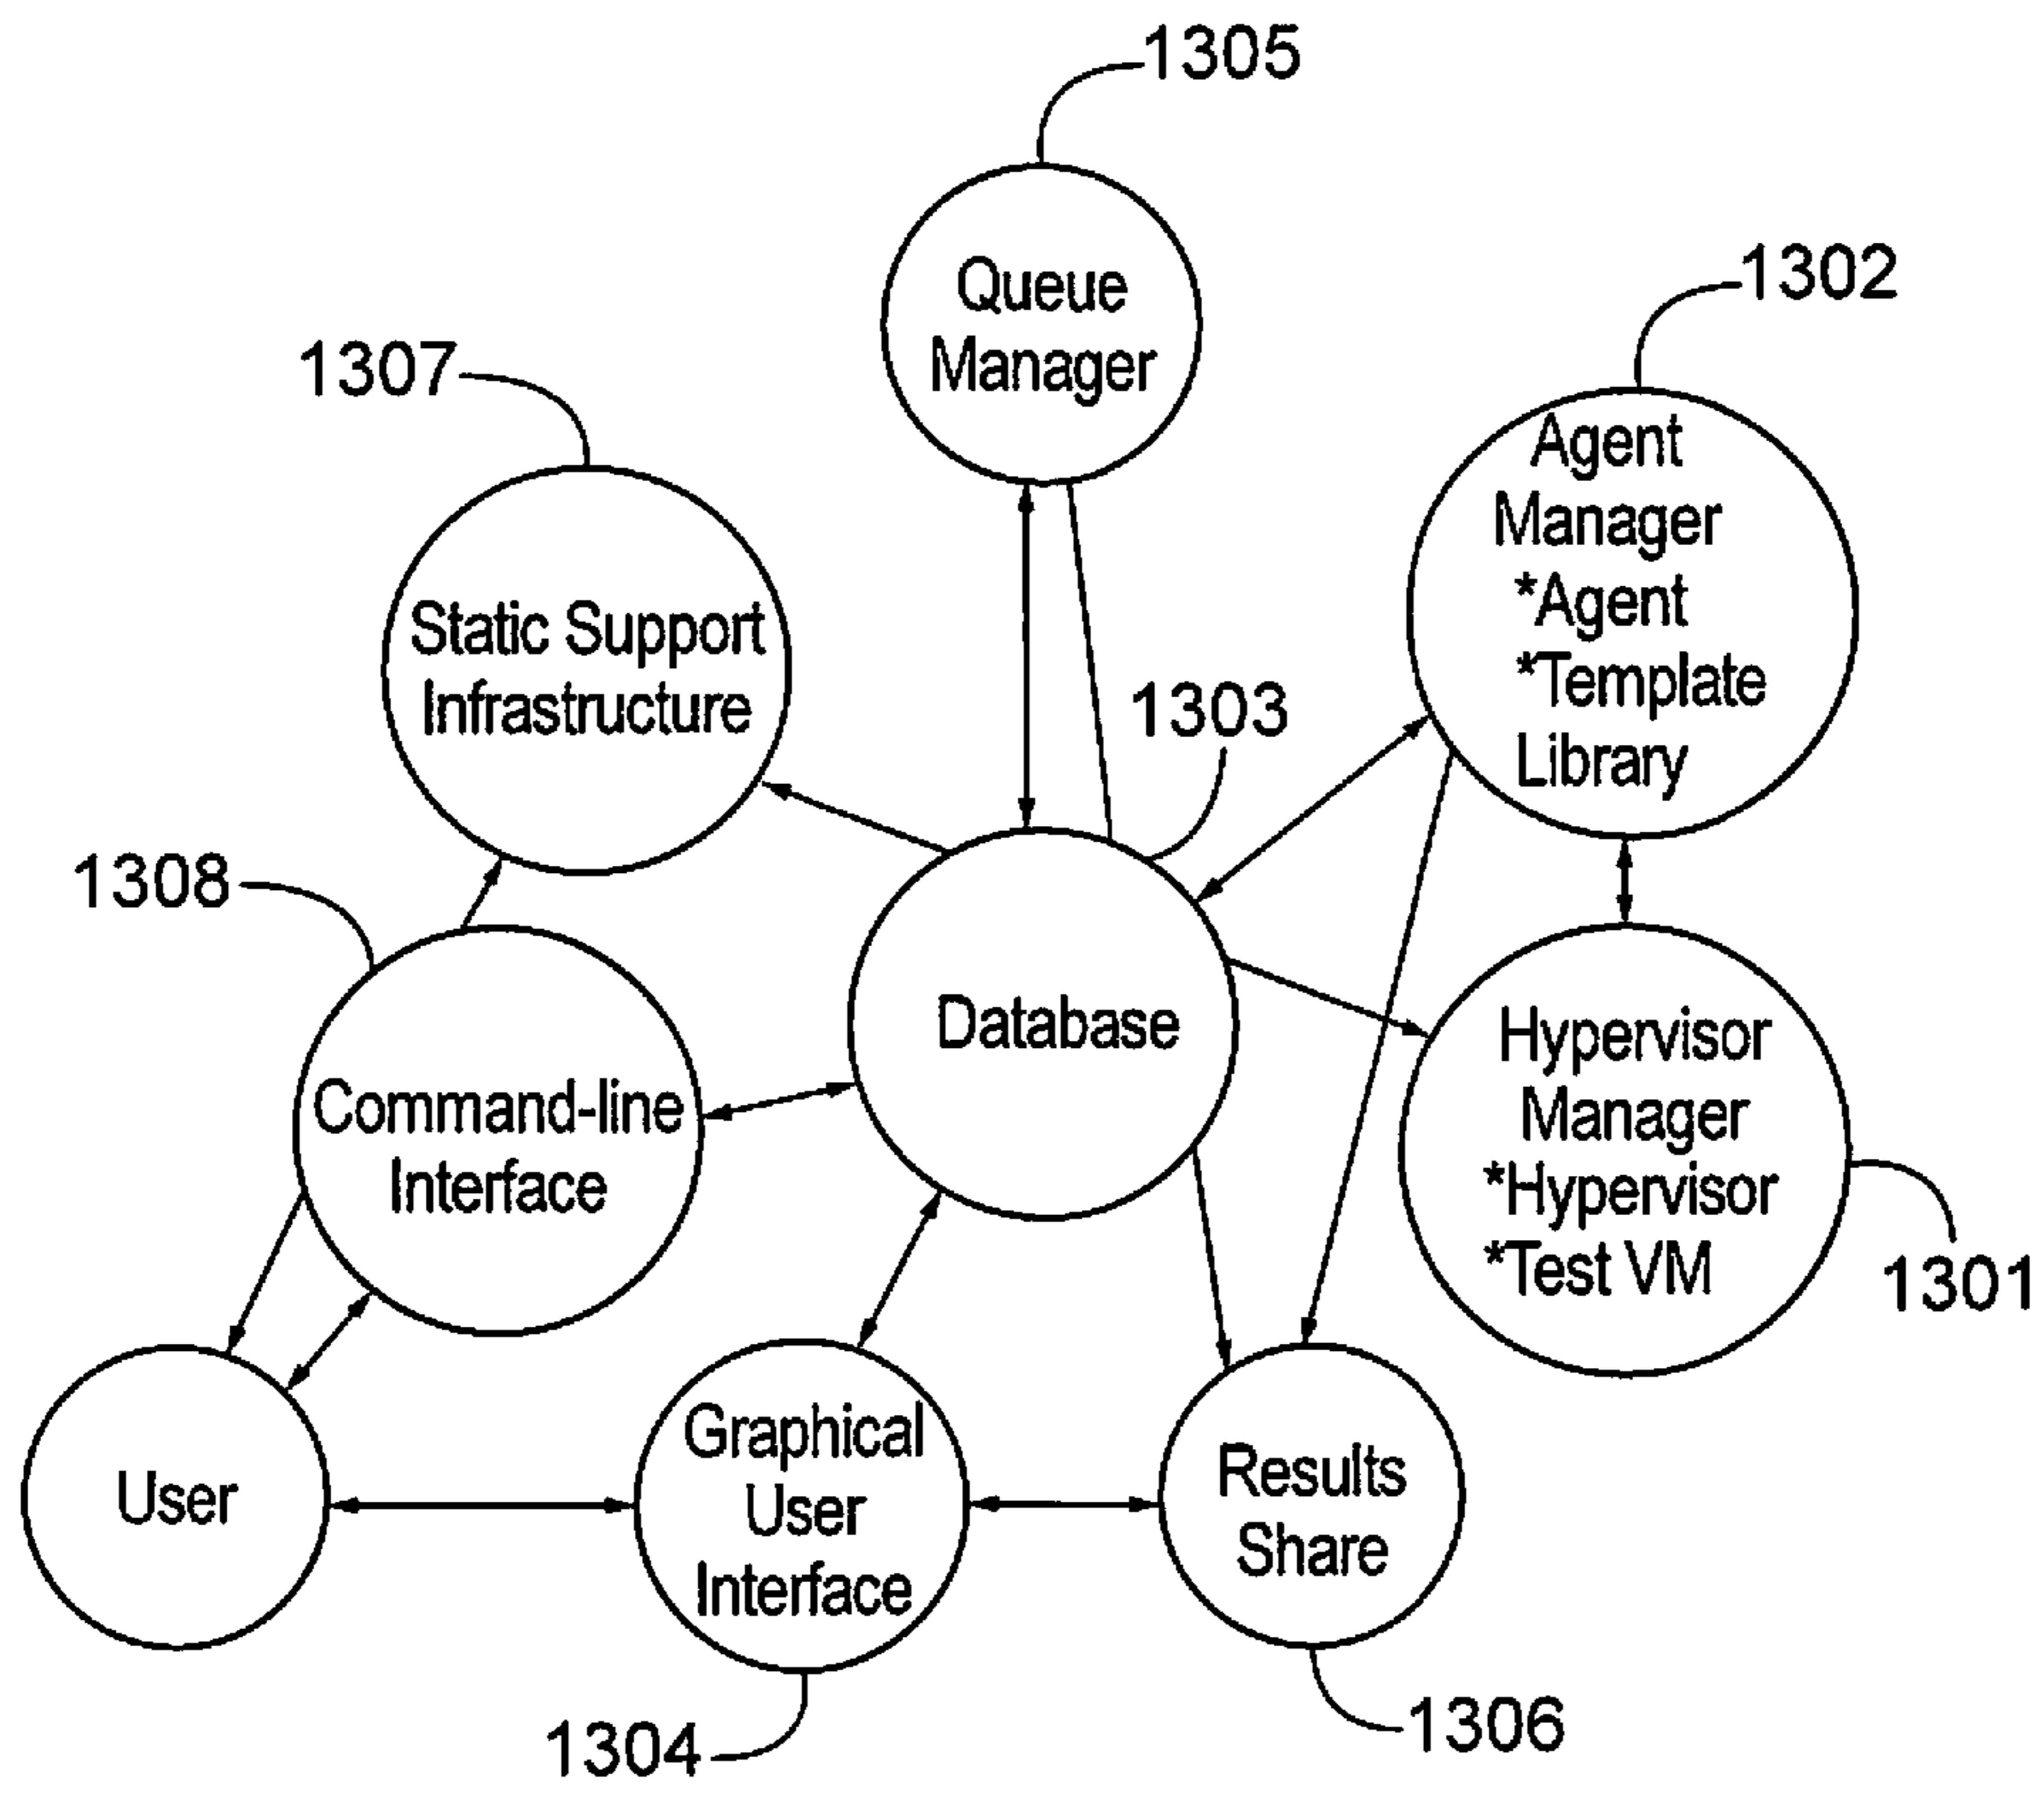 1305
Queue
Manager
1302
Agent
Manager
*Agent
*Template
Library
1307
Static Support
Infrastructure
1303
1308
Command-line
Interface
Database
Hypervisor
Manager
*Hypervisor
*Test VM
1301
User
Graphical
User
Interface
Results
Share
1304
1306